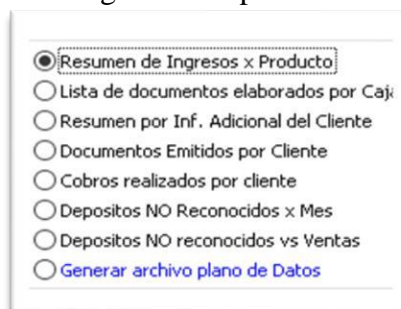 Resumen de Ingresos x Producto
Lista de documentos elaborados por Caj
Resumen por Inf. Adicional del Cliente
Documentos Emitidos por Cliente
Cobros realizados por cliente
Depositos NO Reconocidos x Mes
Depositos NO reconocidos vs Ventas
Generar archivo plano de Datos